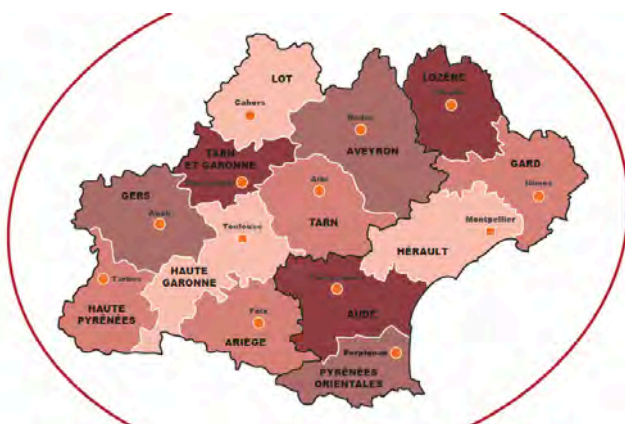 LOT
Cahors
LOZÈRE
Mende
Rodez
AVEYRON
TARN
ET GARONNE
GARD
Nîmes
GERS
Auch
Albi
TARN
Toulouse
Montpellier
HÉRAULT
HAUTE
GARONNE
Tarbes
HAUTE
PYRÉNÉES
Foix
ARIÈGE
AUDE
Perpignan
PYRÉNÉES
ORIENTALES